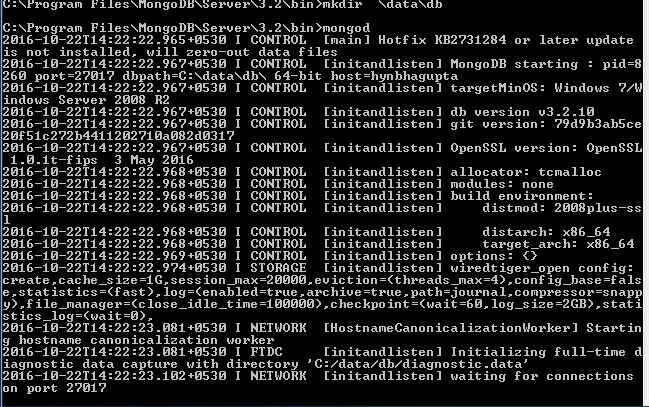 C:\Program Files\MongoDB\Server\3.2\bin>mkdir \data\db
C:\Program Files\MongoDB\Server\3.2\bin>mongod
2016-10-22T14:22:22.965+0530 I CONTROL [main] Hotfix KB2731284 or later update
is not installed, will zero-out data files
2016-10-22T14:22:22.967+0530 I CONTROL [initandlisten] MongoDB starting : pid=8
260 port=27017 dbpath=C:\data\db\ 64-bit host=hynbhagupta
2016-10-22T14:22:22.967+0530 I CONTROL [initandlisten] targetMinOS: Windows 7/W
indows Server 2008 R2
2016-10-22T14:22:22.967+0530 I CONTROL [initandlisten] db version v3.2.10
2016-10-22T14:22:22.967+0530 I CONTROL [initandlisten] git version: 79d9b3ab5ce
20f51c272b4411202710a082d0317
2016-10-22T14:22:22.967+0530 I CONTROL [initandlisten] OpenSSL version: OpenSSL
1.0.1t-fips 3 May 2016
2016-10-22T14:22:22.968+0530 I CONTROL [initandlisten] allocator: tcmalloc
2016-10-22T14:22:22.968+0530 I CONTROL [initandlisten] modules: none
2016-10-22T14:22:22.968+0530 I CONTROL [initandlisten] build environment:
2016-10-22T14:22:22.968+0530 I CONTROL [initandlisten] distmod: 2008plus-ss
l
2016-10-22T14:22:22.968+0530 I CONTROL [initandlisten] distarch: x86_64
2016-10-22T14:22:22.968+0530 I CONTROL [initandlisten] target_arch: x86_64
2016-10-22T14:22:22.969+0530 I CONTROL [initandlisten] options: {}
2016-10-22T14:22:22.974+0530 I STORAGE [initandlisten] wiredtiger_open config:
create,cache_size=1G,session_max=20000,eviction=(threads_max=4),config_base=fals
e,statistics=(fast),log=(enabled=true,archive=true,path=journal,compressor=snapp
y),file_manager=(close_idle_time=100000),checkpoint=(wait=60,log_size=2GB),stati
stics_log=(wait=0),
2016-10-22T14:22:23.081+0530 I NETWORK [HostnameCanonicalizationWorker] Startin
g hostname canonicalization worker
2016-10-22T14:22:23.081+0530 I FTDC [initandlisten] Initializing full-time d
iagnostic data capture with directory 'C:/data/db/diagnostic.data'
2016-10-22T14:22:23.102+0530 I NETWORK [initandlisten] waiting for connections
on port 27017